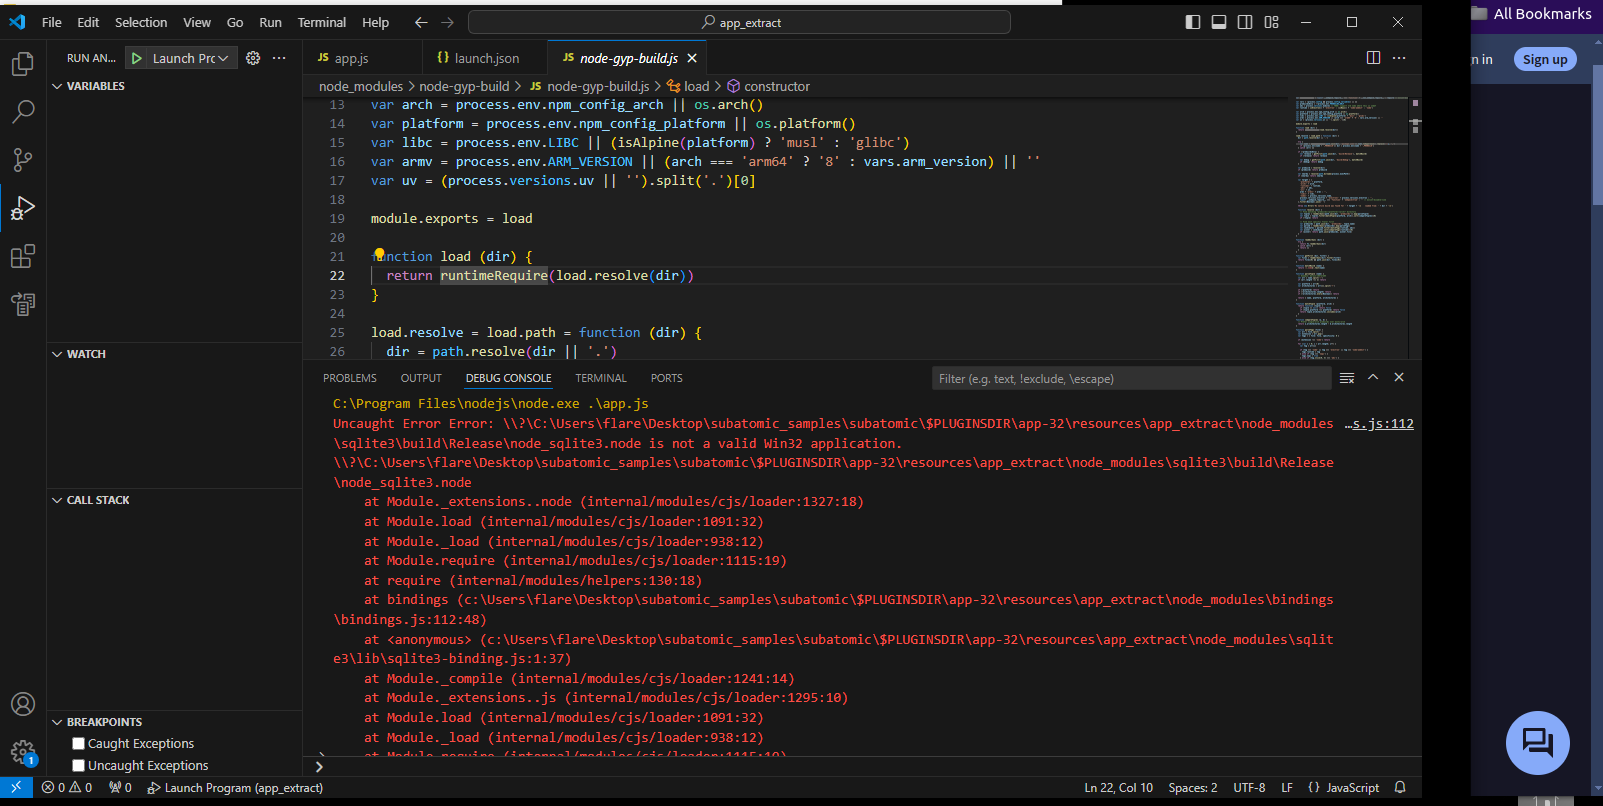 File Edit Selection View Go Run Terminal Help
app_extract
All Bookmarks
RUN AN... Launch Prc
JS app.js
{} launch.json
JS node-gyp-build.js
n in Sign up
VARIABLES
node_modules > node-gyp-build > JS node-gyp-build.js > load > constructor
13 var arch = process.env.npm_config_arch || os.arch()
14 var platform = process.env.npm_config_platform || os.platform()
15 var libc = process.env.LIBC || (isAlpine(platform) ? 'musl' : 'glibc')
16 var armv = process.env.ARM_VERSION || (arch === 'arm64' ? '8' : vars.arm_version) || ''
17 var uv = (process.versions.uv || '').split('.')[0]
18
19 module.exports = load
20
21 function load (dir) {
22 return runtimeRequire(load.resolve(dir))
23 }
24
25 load.resolve = load.path = function (dir) {
26 dir = path.resolve(dir || '.')
WATCH
CALL STACK
BREAKPOINTS
Caught Exceptions
Uncaught Exceptions
PROBLEMS OUTPUT DEBUG CONSOLE TERMINAL PORTS
Filter (e.g. text, !exclude, \escape)
C:\Program Files\nodejs\node.exe .\app.js
Uncaught Error Error: \\?\C:\Users\flare\Desktop\subatomic_samples\subatomic\$PLUGINSDIR\app-32\resources\app_extract\node_modules …s.js:112
\sqlite3\build\Release\node_sqlite3.node is not a valid Win32 application.
\\?\C:\Users\flare\Desktop\subatomic_samples\subatomic\$PLUGINSDIR\app-32\resources\app_extract\node_modules\sqlite3\build\Release
\node_sqlite3.node
at Module._extensions..node (internal/modules/cjs/loader:1327:18)
at Module.load (internal/modules/cjs/loader:1091:32)
at Module._load (internal/modules/cjs/loader:938:12)
at Module.require (internal/modules/cjs/loader:1115:19)
at require (internal/modules/helpers:130:18)
at bindings (c:\Users\flare\Desktop\subatomic_samples\subatomic\$PLUGINSDIR\app-32\resources\app_extract\node_modules\bindings
\bindings.js:112:48)
at <anonymous> (c:\Users\flare\Desktop\subatomic_samples\subatomic\$PLUGINSDIR\app-32\resources\app_extract\node_modules\sqlit
e3\lib\sqlite3-binding.js:1:37)
at Module._compile (internal/modules/cjs/loader:1241:14)
at Module._extensions..js (internal/modules/cjs/loader:1295:10)
at Module.load (internal/modules/cjs/loader:1091:32)
at Module._load (internal/modules/cjs/loader:938:12)
at Module.require (internal/modules/cjs/loader:1115:19)
1
0 0 0 Launch Program (app_extract)
Ln 22, Col 10 Spaces: 2 UTF-8 LF {} JavaScript